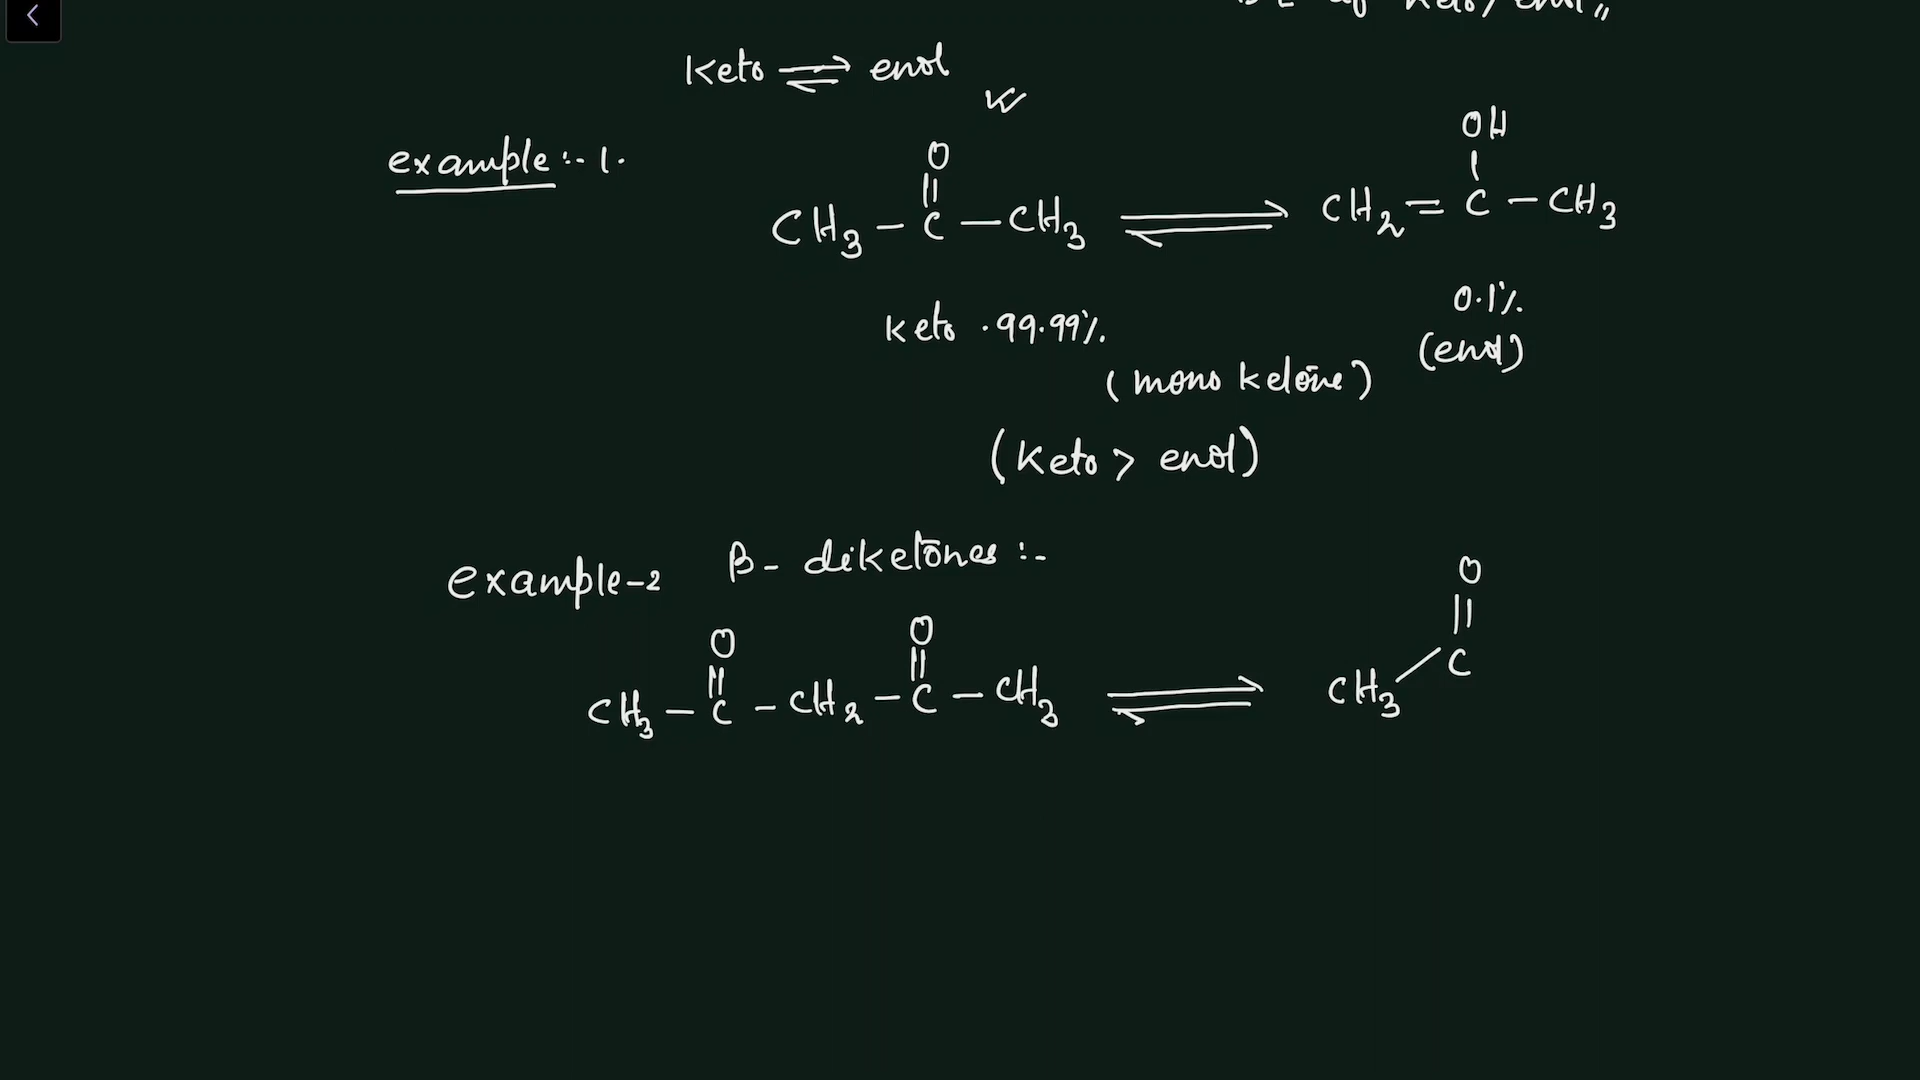 Keto ⇌ enol
example :- 1.
O
||
CH3 – C – CH3 ⇌
OH
|
CH2 = C – CH3
keto . 99.99%.
0.1%.
(enol)
(mono ketone)
(Keto > enol)
example-2 β- diketones :-
O O
|| ||
CH3 – C – CH2 – C – CH3 ⇌
O
||
CH3 / C